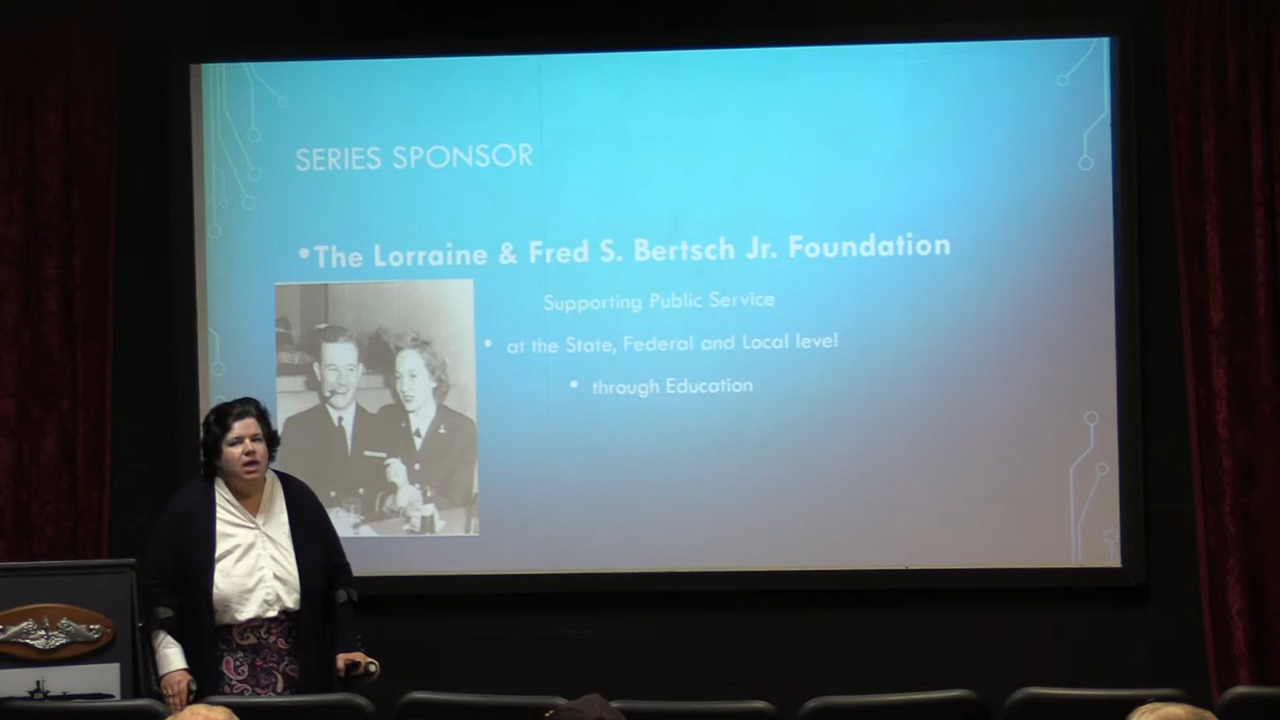 SERIES SPONSOR
•The Lorraine & Fred S. Bertsch Jr. Foundation
Supporting Public Service
• at the State, Federal and Local level
• through Education